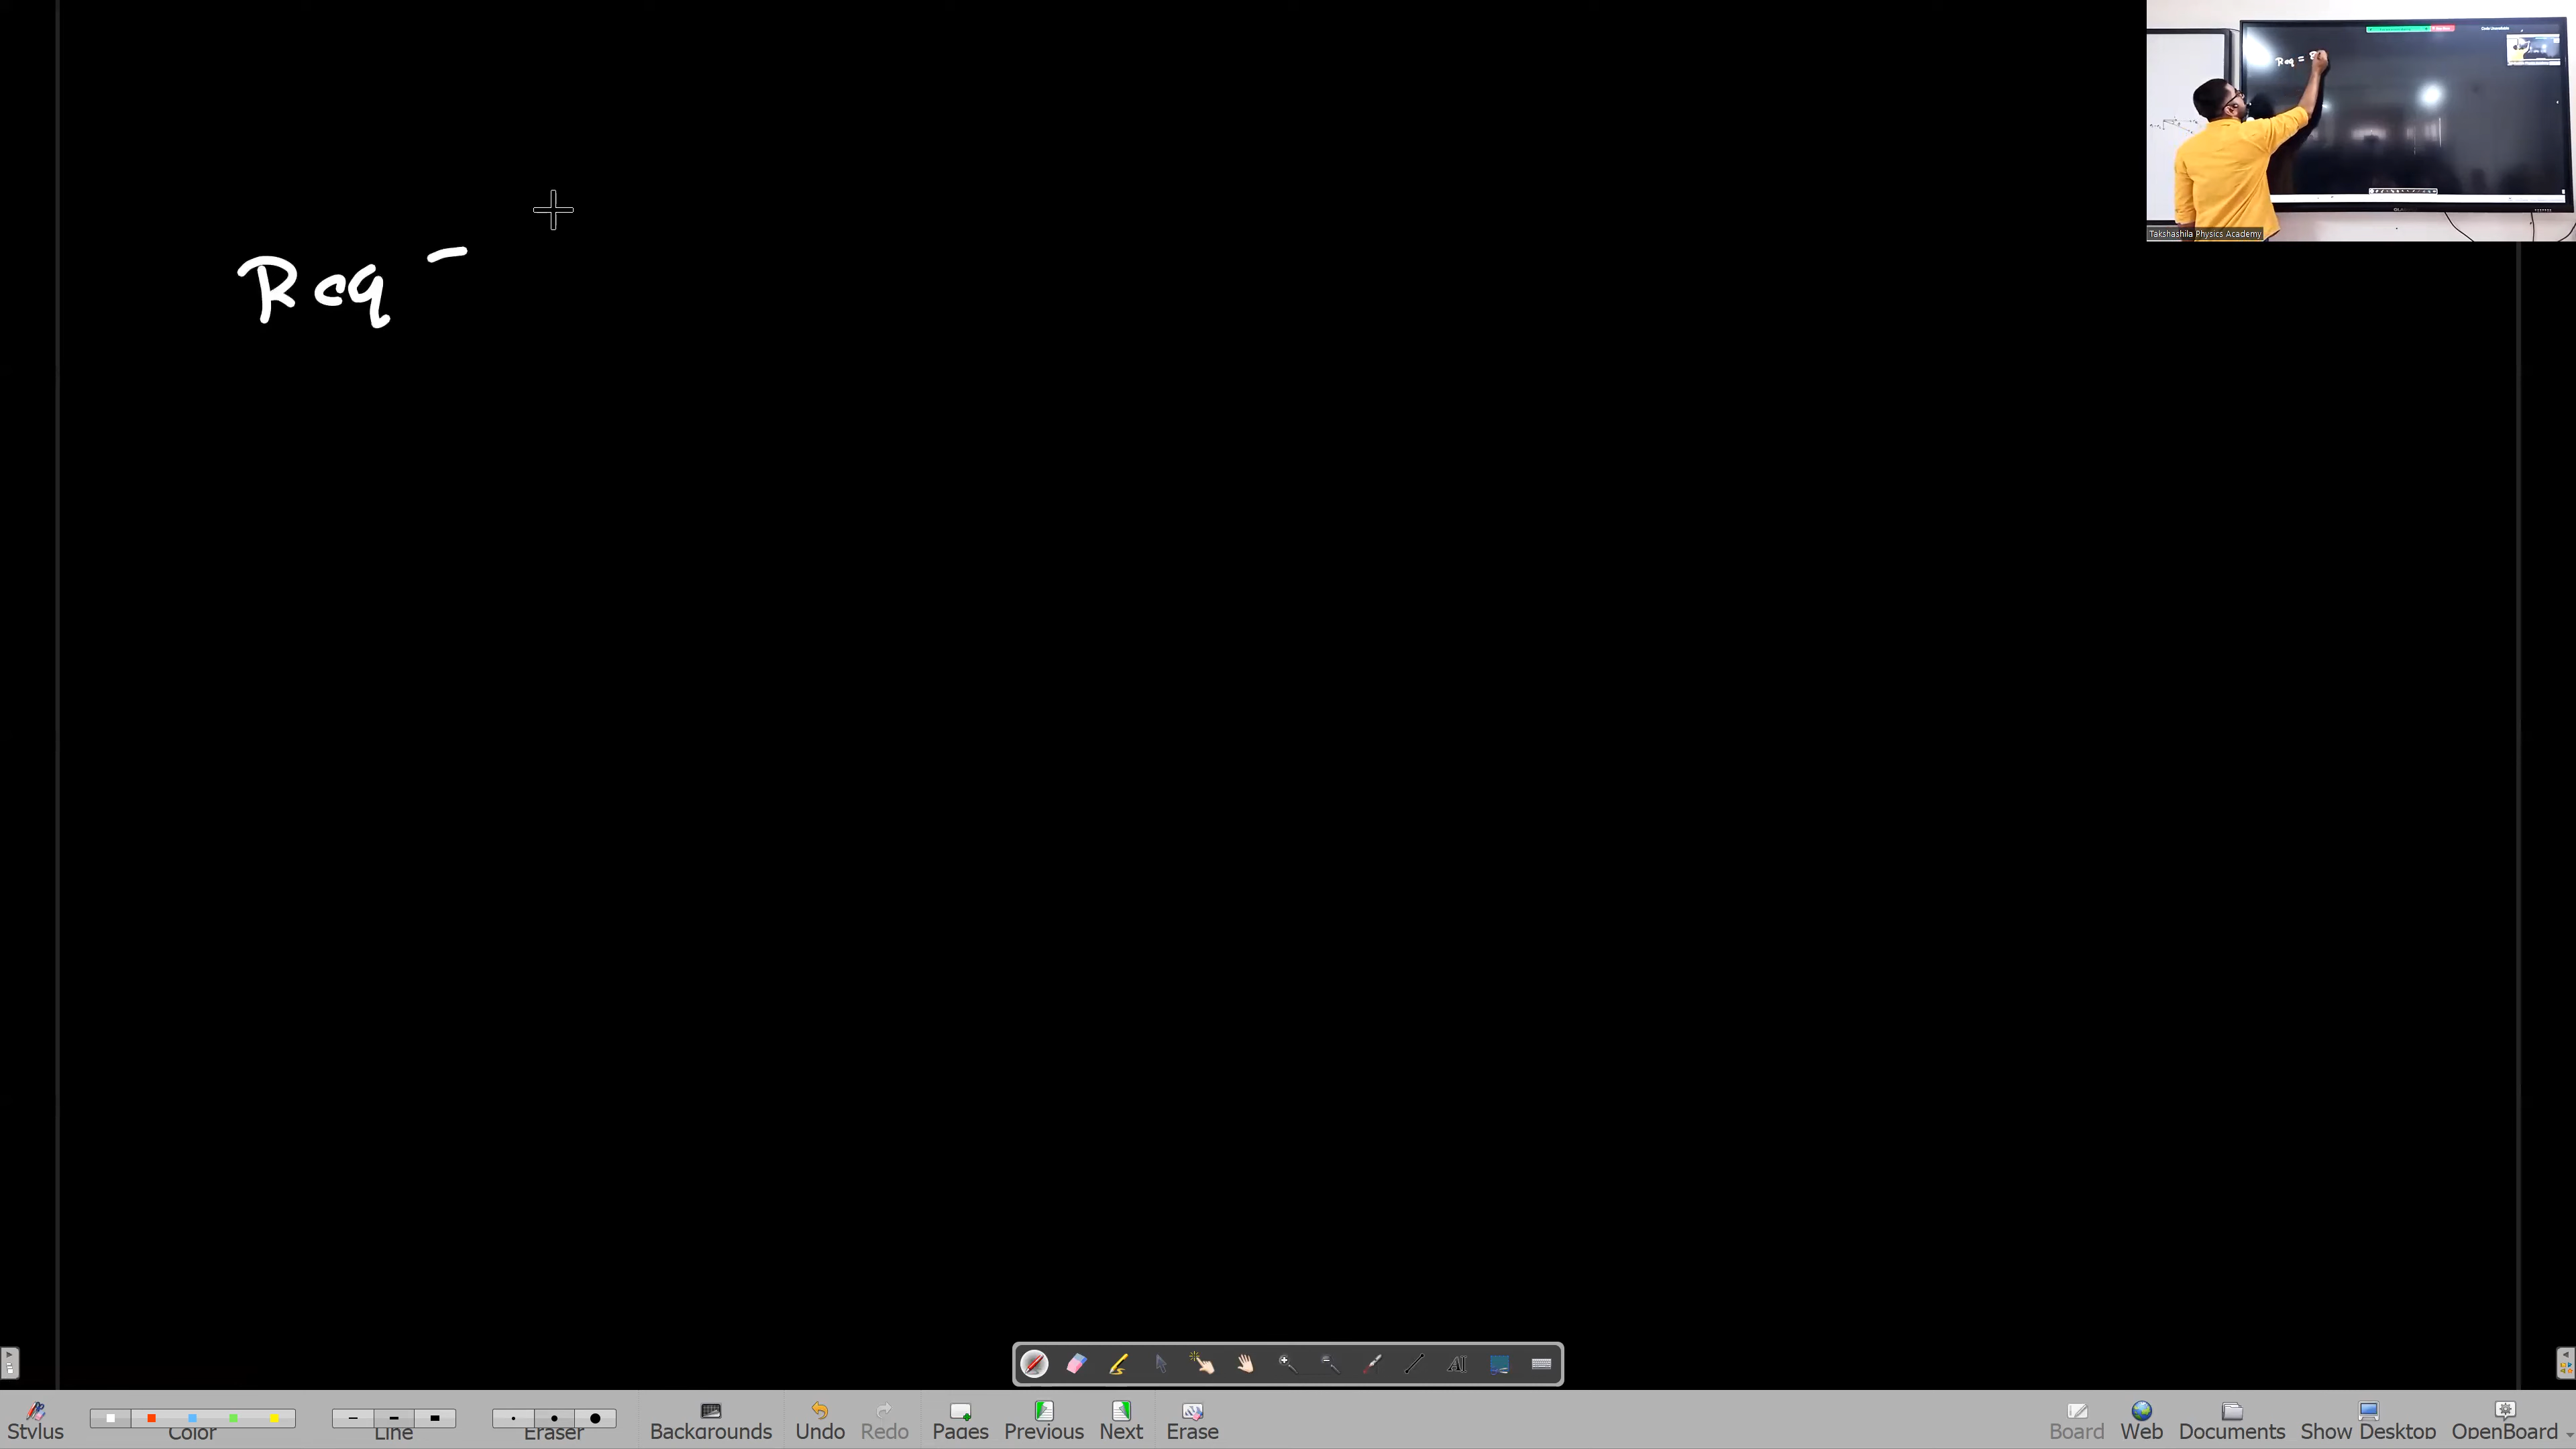 Takshashila Physics Academy
Req -
Stylus Color Line Eraser Backgrounds Undo Redo Pages Previous Next Erase Board Web Documents Show Desktop OpenBoard